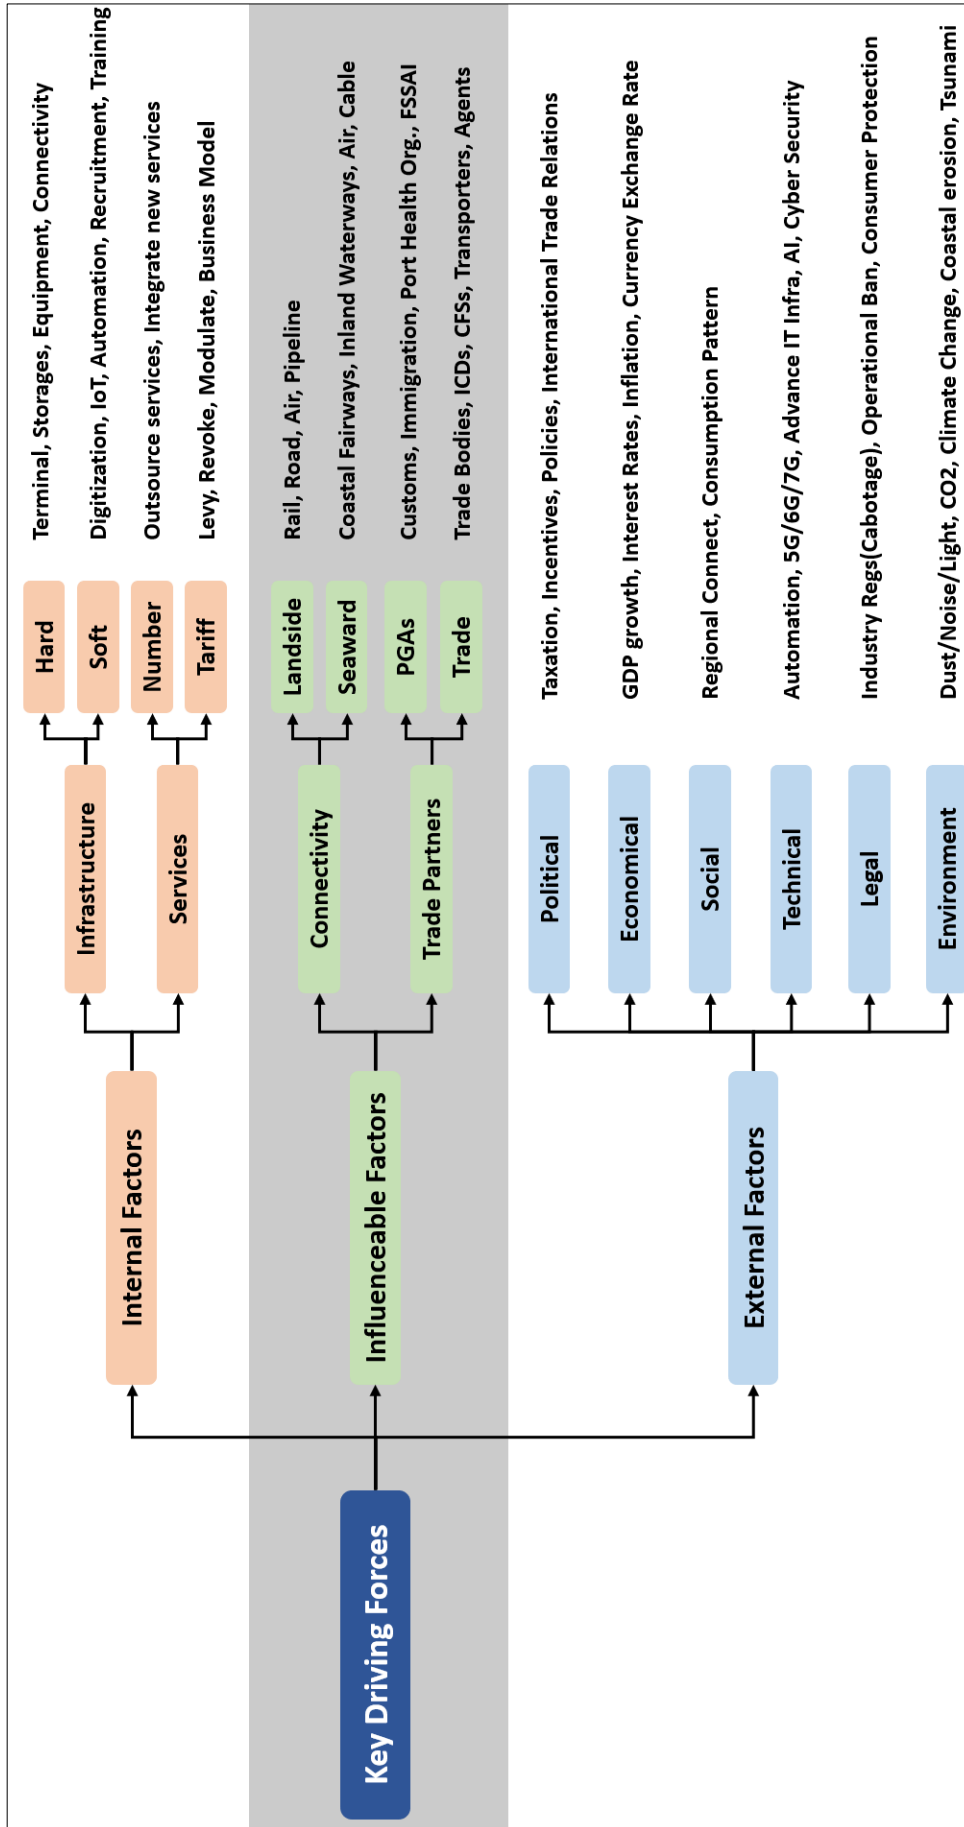 Key Driving Forces
Internal Factors
Infrastructure
Hard
Terminal, Storages, Equipment, Connectivity
Soft
Digitization, IoT, Automation, Recruitment, Training
Services
Number
Outsource services, Integrate new services
Tariff
Levy, Revoke, Modulate, Business Model
Influenceable Factors
Connectivity
Landside
Rail, Road, Air, Pipeline
Seaward
Coastal Fairways, Inland Waterways, Air, Cable
Trade Partners
PGAs
Customs, Immigration, Port Health Org., FSSAI
Trade
Trade Bodies, ICDs, CFSs, Transporters, Agents
External Factors
Political
Taxation, Incentives, Policies, International Trade Relations
Economical
GDP growth, Interest Rates, Inflation, Currency Exchange Rate
Social
Regional Connect, Consumption Pattern
Technical
Automation, 5G/6G/7G, Advance IT Infra, AI, Cyber Security
Legal
Industry Regs(Cabotage), Operational Ban, Consumer Protection
Environment
Dust/Noise/Light, CO2, Climate Change, Coastal erosion, Tsunami